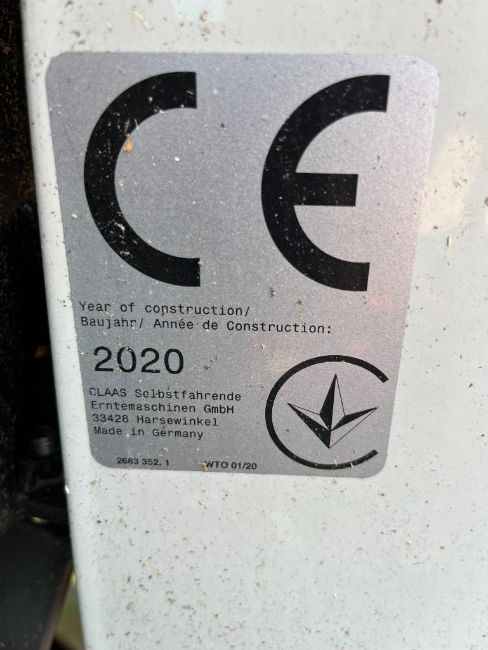 CE
Year of construction/
Baujahr/ Année de Construction:
2020
CLAAS Selbstfahrende
Erntemaschinen GmbH
33428 Harsewinkel
Made in Germany
2683 352. 1 WTO 01/20